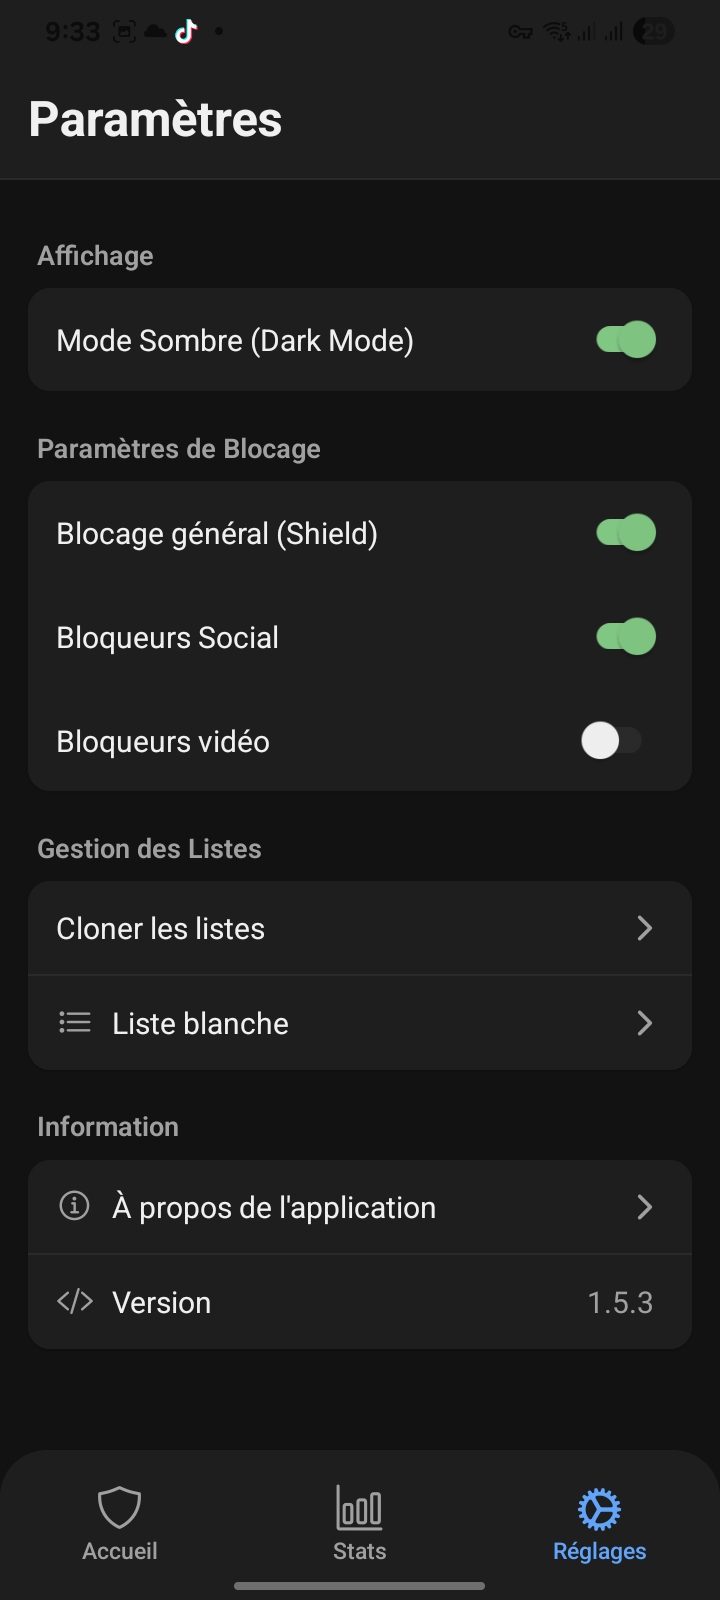 9:33
29
Paramètres
Affichage
Mode Sombre (Dark Mode)
Paramètres de Blocage
Blocage général (Shield)
Bloqueurs Social
Bloqueurs vidéo
Gestion des Listes
Cloner les listes
Liste blanche
Information
À propos de l'application
Version 1.5.3
Accueil
Stats
Réglages